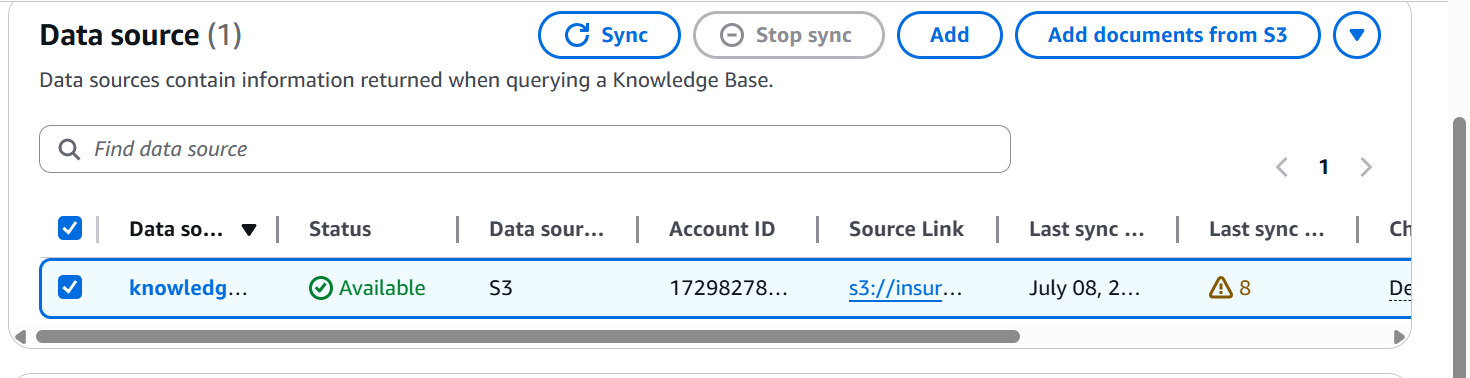 Data source (1) Sync Stop sync Add Add documents from S3
Data sources contain information returned when querying a Knowledge Base.
Find data source
1
Data so... Status Data sour... Account ID Source Link Last sync ... Last sync ... Ch
knowledg... Available S3 17298278... s3://insur... July 08, 2... 8 De